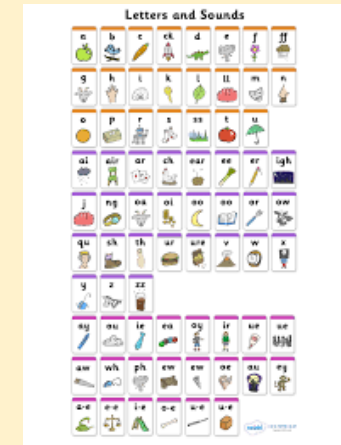 Letters and Sounds
a b c ck d e f ff
g h i k l ll m n
o p r s ss t u
ai air ar ch ear ee er igh
j ng oa oi oo oo or ow
qu sh th ur ure v w x
y z zz
ay ou ie ea oy ir ue ue
aw wh ph ew ew oe au ey
a-e e-e i-e o-e u-e u-e
twinkl